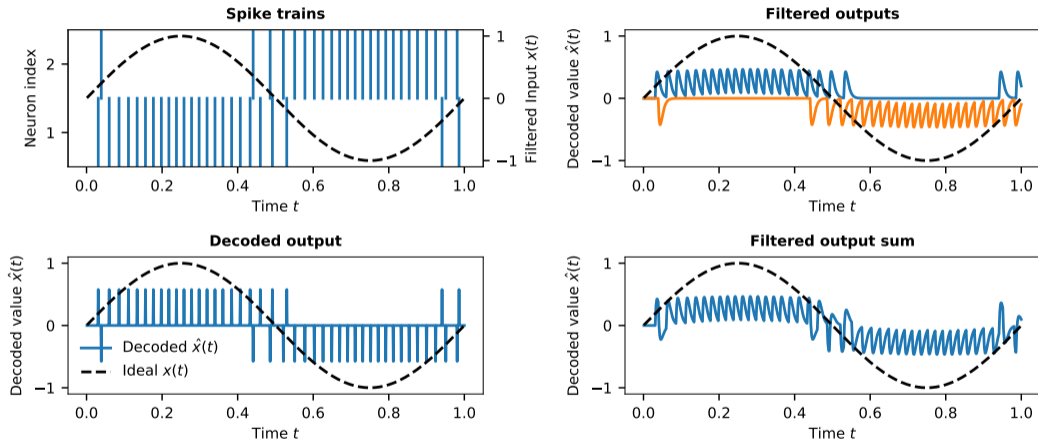 Spike trains
Neuron index
2
1
Filtered Input x(t)
1
0
−1
0.0 0.2 0.4 0.6 0.8 1.0
Time t
Filtered outputs
Decoded value x̂(t)
1
0
−1
0.0 0.2 0.4 0.6 0.8 1.0
Time t
Decoded output
Decoded value x̂(t)
1
0
−1
Decoded x̂(t)
Ideal x(t)
0.0 0.2 0.4 0.6 0.8 1.0
Time t
Filtered output sum
Decoded value x̂(t)
1
0
−1
0.0 0.2 0.4 0.6 0.8 1.0
Time t